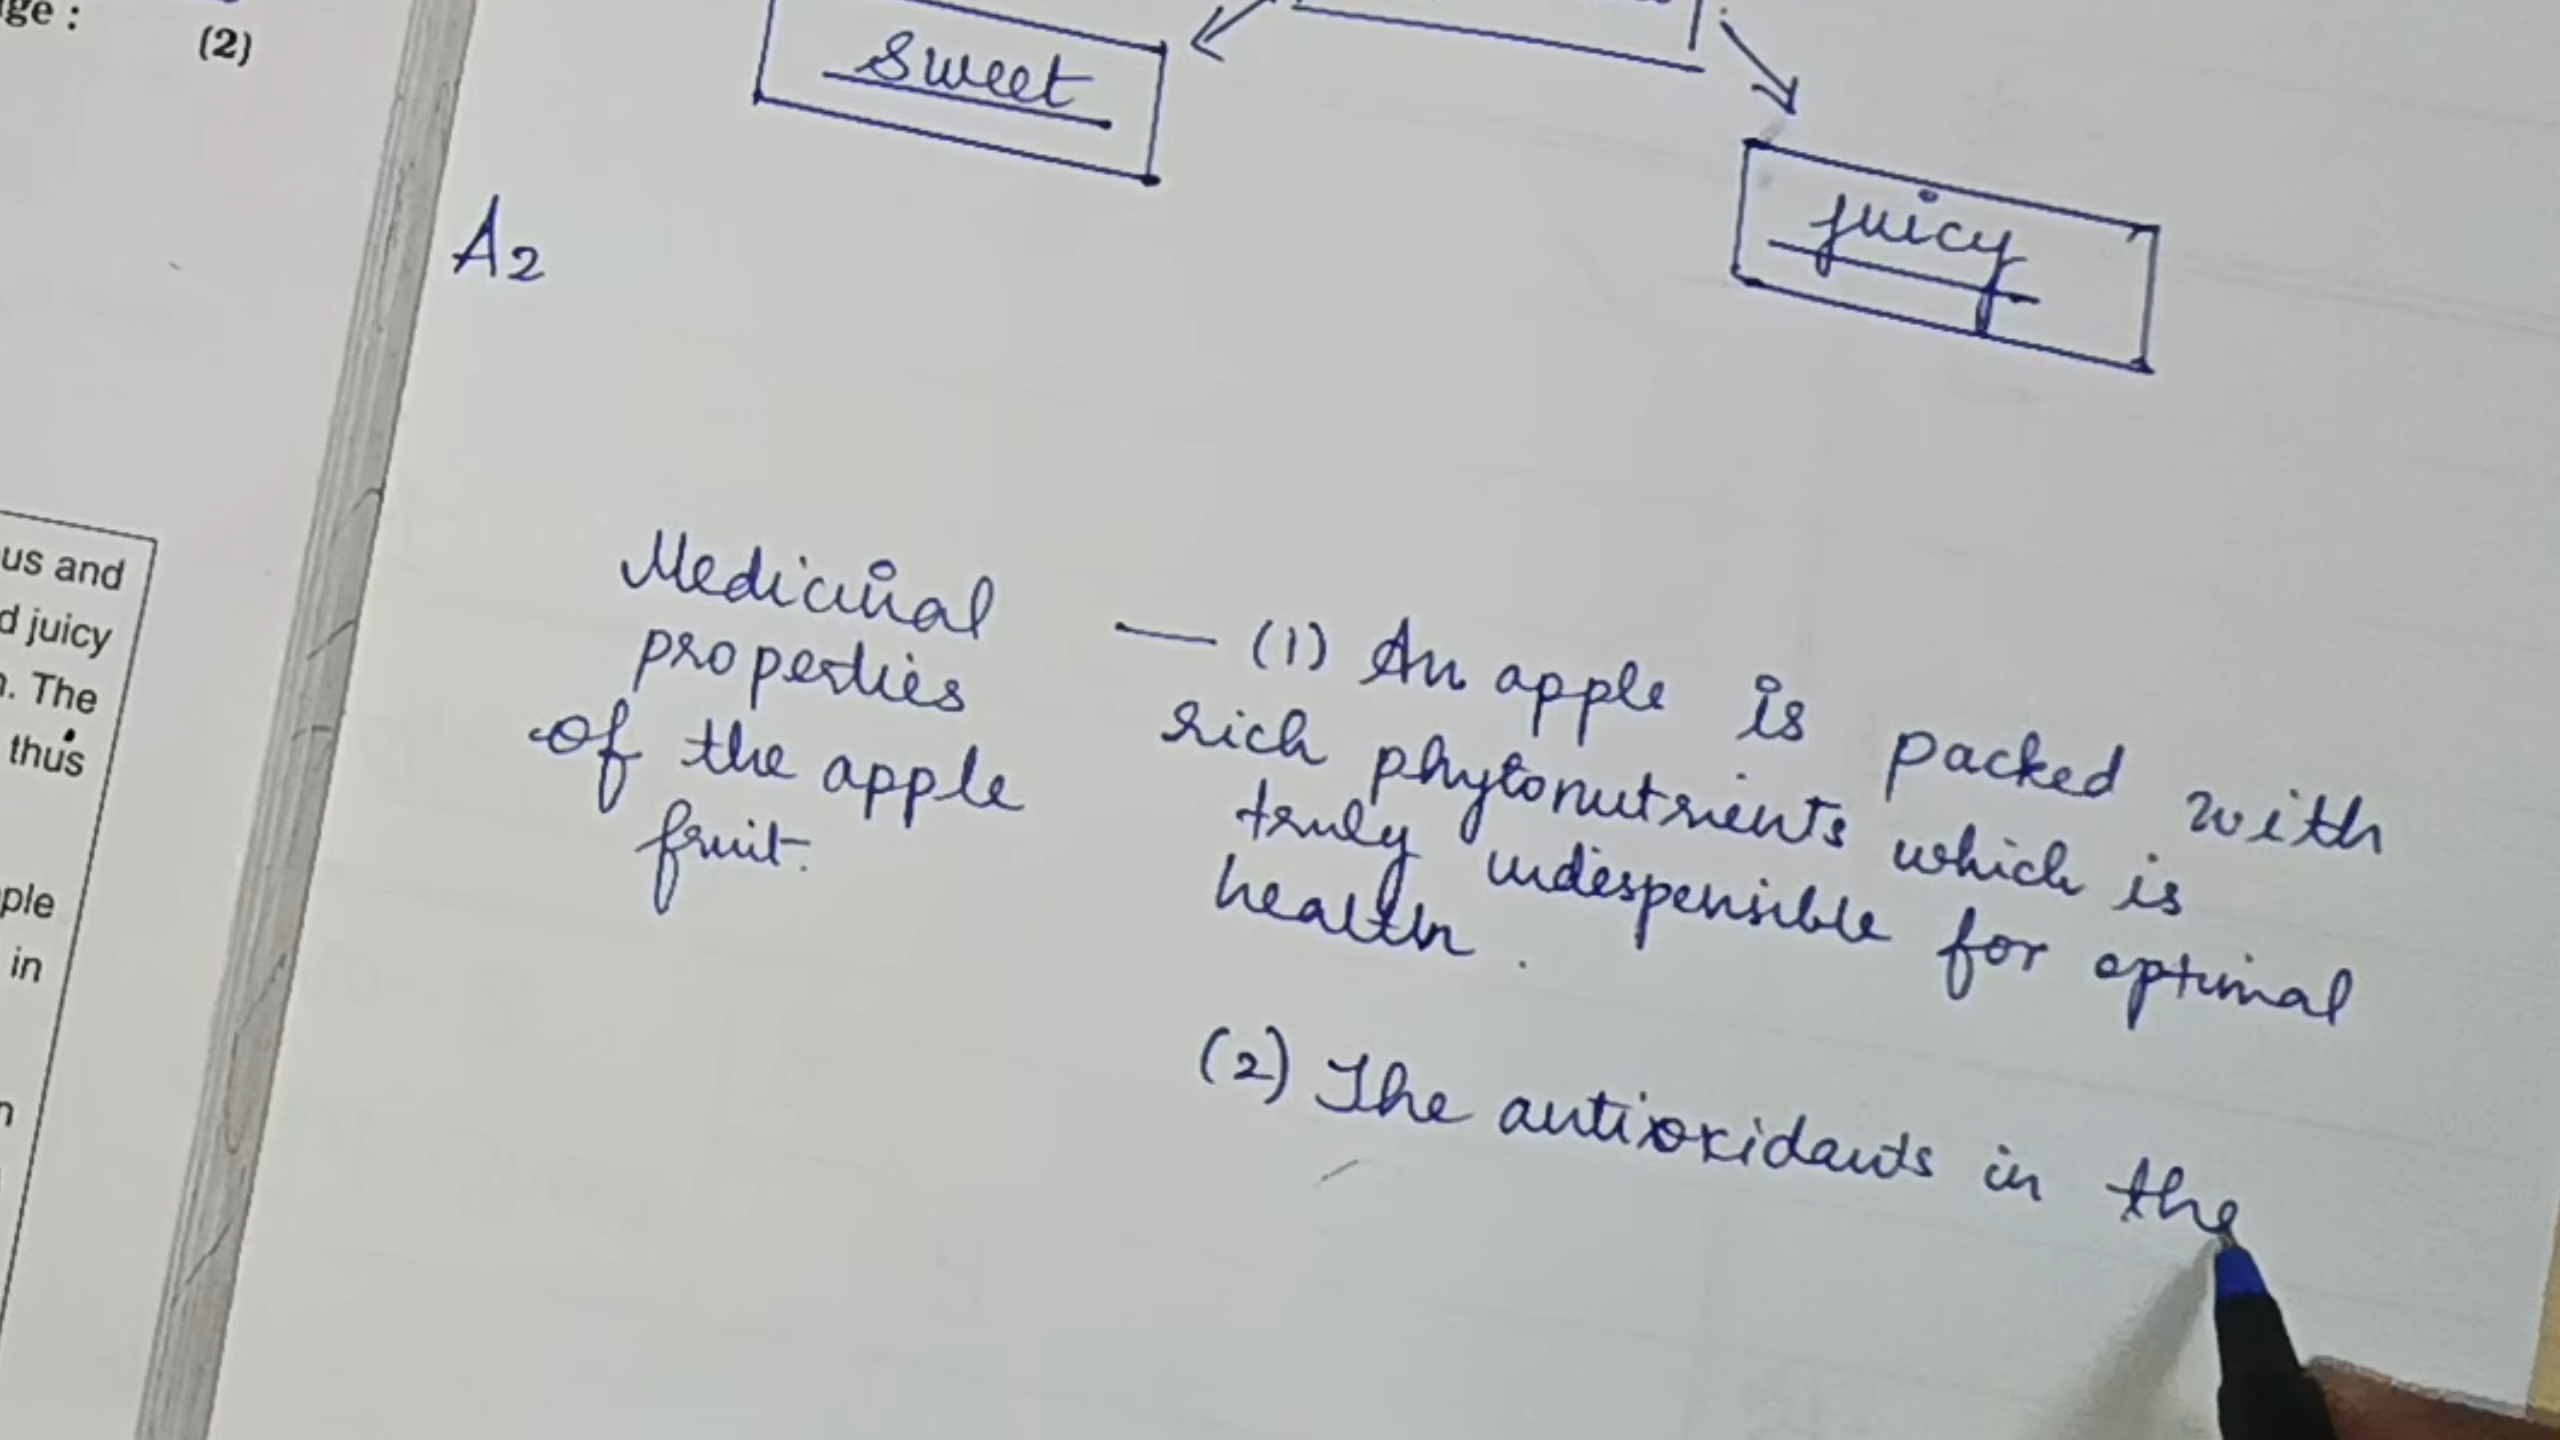 ge :
(2)
sweet
juicy
A2
us and
d juicy
. The
thus
ple
in
n
Medicinal
properties
of the apple
fruit.
— (1) An apple is packed with
rich phytonutrients which is
truly indespensible for optimal
health.
(2) The antioxidants in the